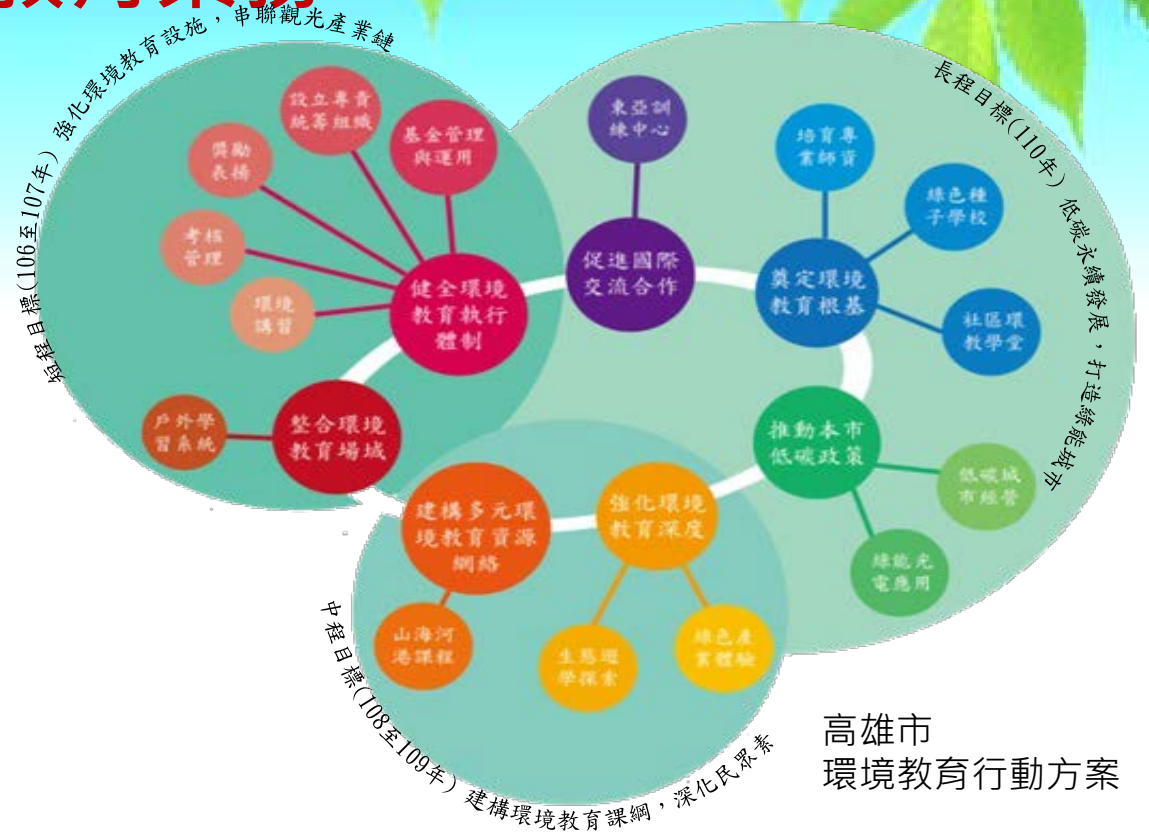 短程目標(106至107年) 強化環境教育設施，串聯觀光產業鏈
設立專責
統籌組織
基金管理
與運用
獎勵
表揚
考核
管理
環境
講習
健全環境
教育執行
體制
戶外學
習系統
整合環境
教育場域
東亞訓
練中心
促進國際
交流合作
長程目標(110年) 低碳永續發展，打造綠能城市
培育專
業師資
綠色種
子學校
社區環
教學堂
奠定環境
教育根基
推動本市
低碳政策
低碳城
市經營
綠能光
電應用
建構多元環
境教育資源
網絡
強化環境
教育深度
山海河
港課程
生態遊
學探索
綠色產
業體驗
中程目標(108至109年) 建構環境教育課綱，深化民眾素
高雄市
環境教育行動方案